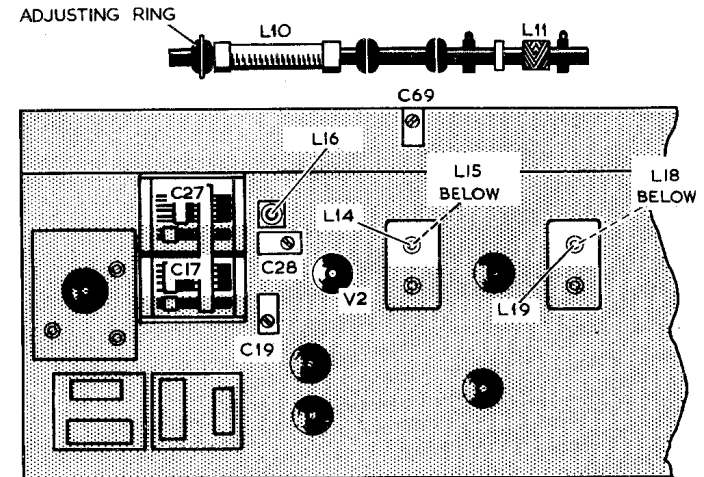 ADJUSTING RING
L10
L11
C69
L16
L15
BELOW
L18
BELOW
C27
L14
C17
C28
V2
L19
C19